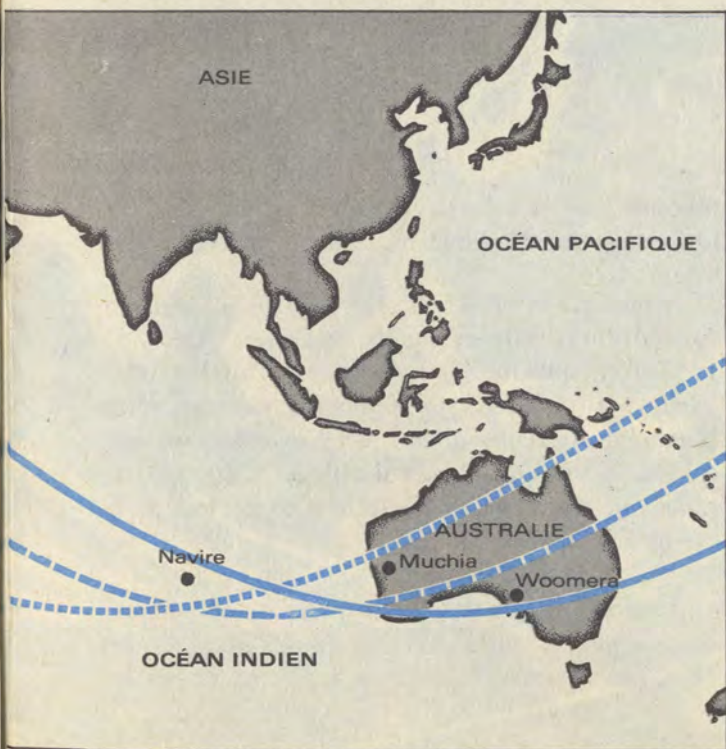 ASIE
OCÉAN PACIFIQUE
AUSTRALIE
Navire
Muchia
Woomera
OCÉAN INDIEN